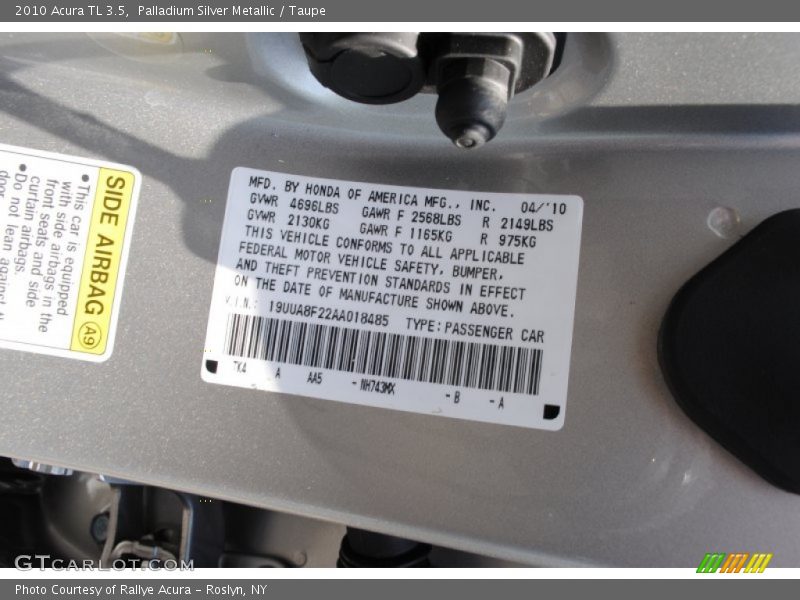 2010 Acura TL 3.5,  Palladium Silver Metallic / Taupe
SIDE AIRBAG A9
• This car is equipped
with side airbags in the
front seats and side
curtain airbags.
• Do not lean against
door
MFD. BY HONDA OF AMERICA MFG., INC. 04/'10
GVWR 4696LBS GAWR F 2568LBS R 2149LBS
GVWR 2130KG GAWR F 1165KG R 975KG
THIS VEHICLE CONFORMS TO ALL APPLICABLE
FEDERAL MOTOR VEHICLE SAFETY, BUMPER,
AND THEFT PREVENTION STANDARDS IN EFFECT
ON THE DATE OF MANUFACTURE SHOWN ABOVE.
V.I.N.: 19UUA8F22AA018485 TYPE: PASSENGER CAR
TK4 A AA5 - NH743MX - B - A
GTCARLOT.COM
Photo Courtesy of Rallye Acura – Roslyn, NY